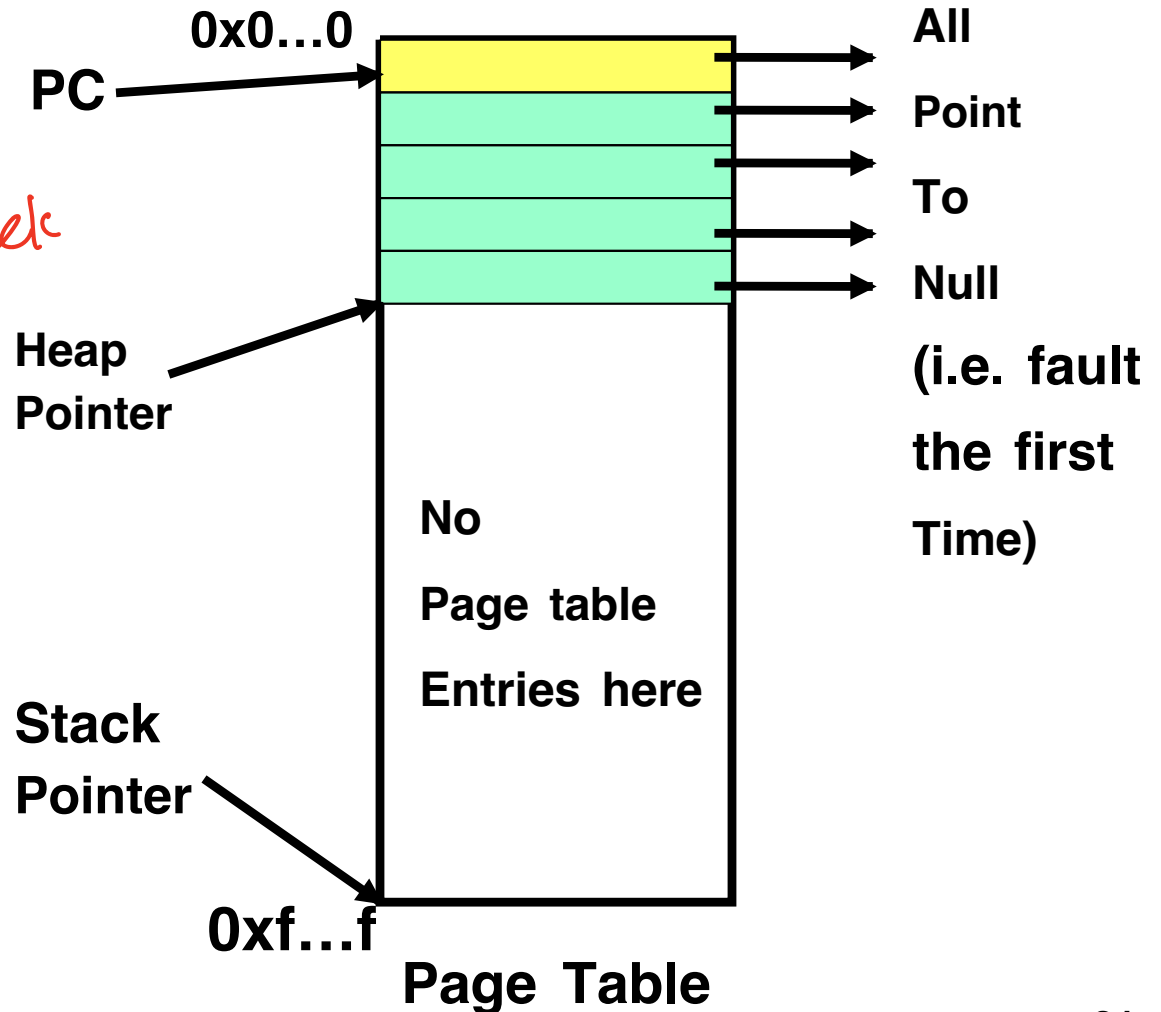 0x0...0
PC
Heap
Pointer
Stack
Pointer
0xf...f
No
Page table
Entries here
Page Table
All
Point
To
Null
(i.e. fault
the first
Time)